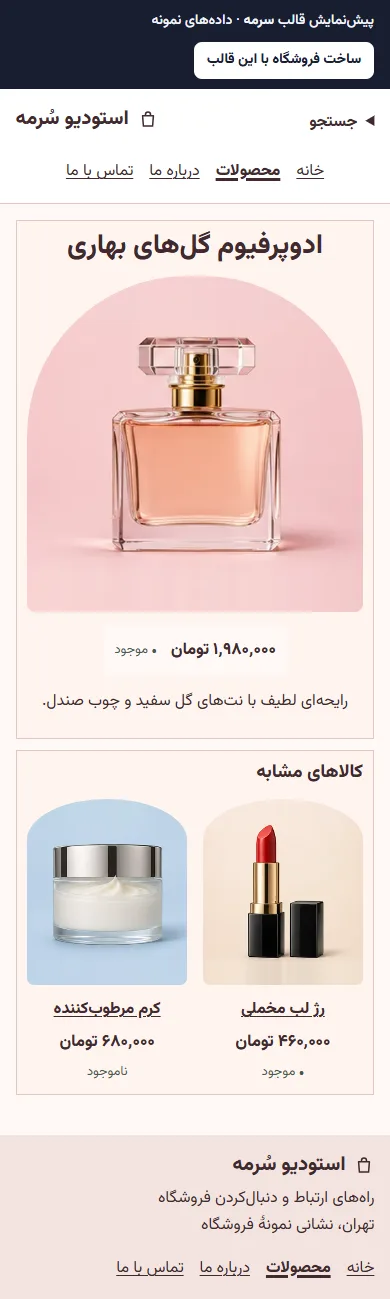 پیش‌نمایش قالب سرمه · داده‌های نمونه
ساخت فروشگاه با این قالب
جستجو
استودیو سُرمه
خانه محصولات درباره ما تماس با ما
ادوپرفیوم گل‌های بهاری
۱,۹۸۰,۰۰۰ تومان • موجود
رایحه‌ای لطیف با نت‌های گل سفید و چوب صندل.
کالاهای مشابه
رژ لب مخملی
۴۶۰,۰۰۰ تومان
• موجود
کرم مرطوب‌کننده
۶۸۰,۰۰۰ تومان
ناموجود
استودیو سُرمه
راه‌های ارتباط و دنبال‌کردن فروشگاه
تهران، نشانی نمونهٔ فروشگاه
خانه محصولات درباره ما تماس با ما